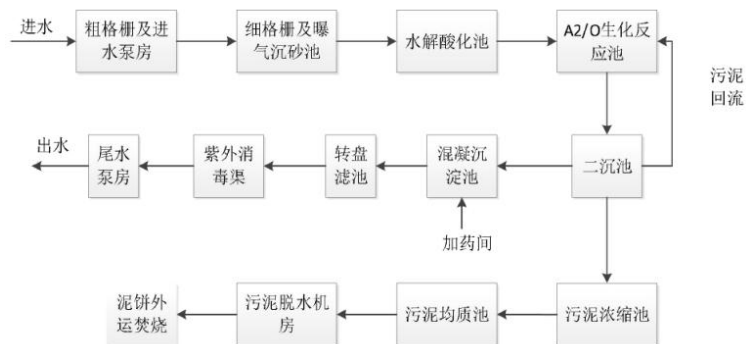 进水
粗格栅及进
水泵房
细格栅及曝
气沉砂池
水解酸化池
A2/O生化反
应池
污泥
回流
出水
尾水
泵房
紫外消
毒渠
转盘
滤池
混凝沉
淀池
二沉池
加药间
泥饼外
运焚烧
污泥脱水机
房
污泥均质池
污泥浓缩池